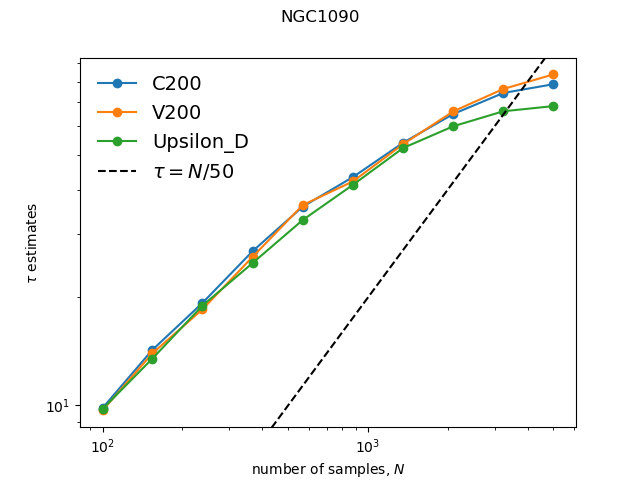 NGC1090
C200
V200
Upsilon_D
τ = N/50
τ estimates
10¹
10² 10³
number of samples, N